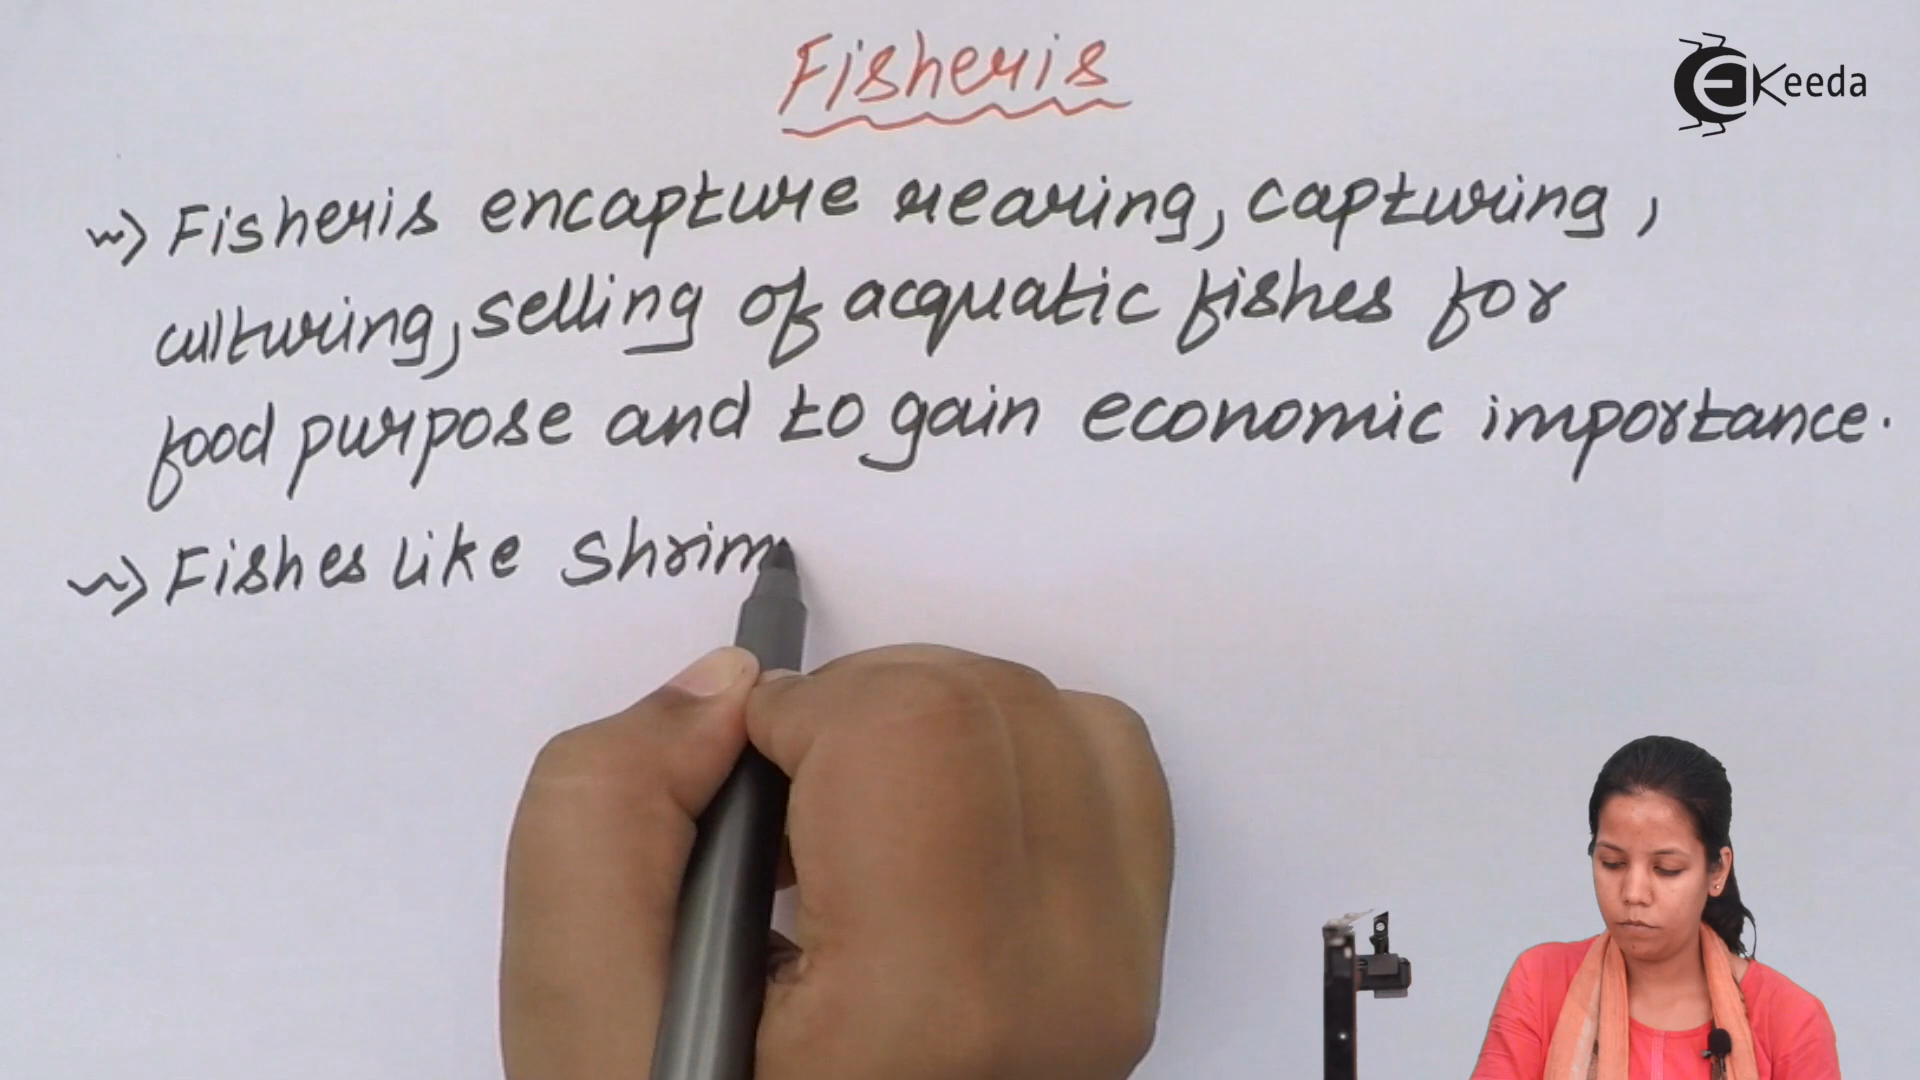 Fisheris
EKeeda
~> Fisheris encapture rearing, capturing,
culturing, selling of acquatic fishes for
food purpose and to gain economic importance.
~> Fishes like Shrim